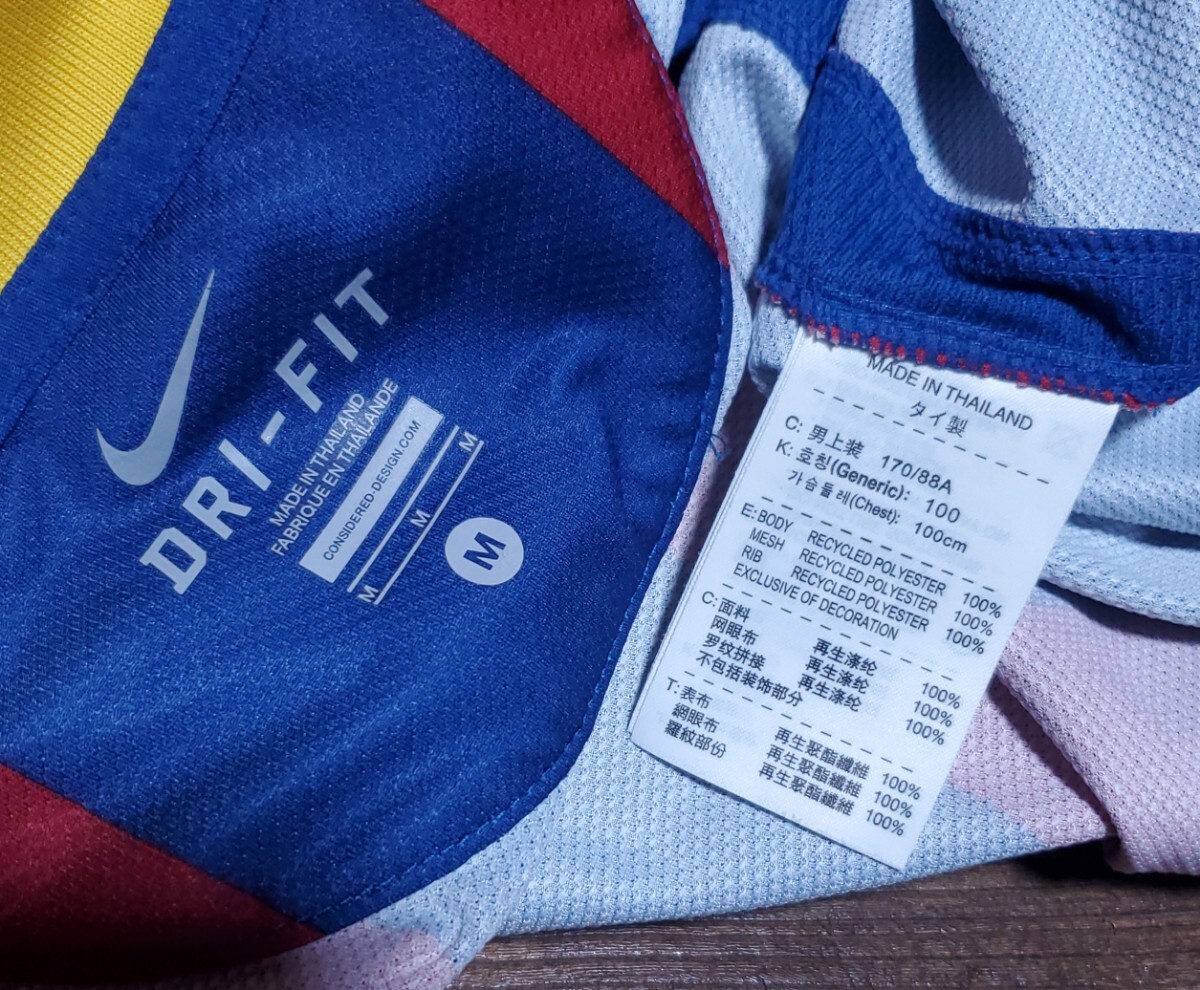 DRI-FIT
MADE IN THAILAND
FABRIQUE EN THAILANDE
CONSIDERED-DESIGN.COM
M M M
M
MADE IN THAILAND
タイ製
C: 男上装 170/88A
K: 호칭(Generic): 100
가슴둘레(Chest): 100cm
E: BODY RECYCLED POLYESTER 100%
MESH RECYCLED POLYESTER 100%
RIB RECYCLED POLYESTER 100%
EXCLUSIVE OF DECORATION
C: 面料 再生涤纶 100%
网眼布 再生涤纶 100%
罗纹拼接 再生涤纶 100%
不包括装饰部分
T: 表布 再生聚酯纖維 100%
網眼布 再生聚酯纖維 100%
羅紋部份 再生聚酯纖維 100%